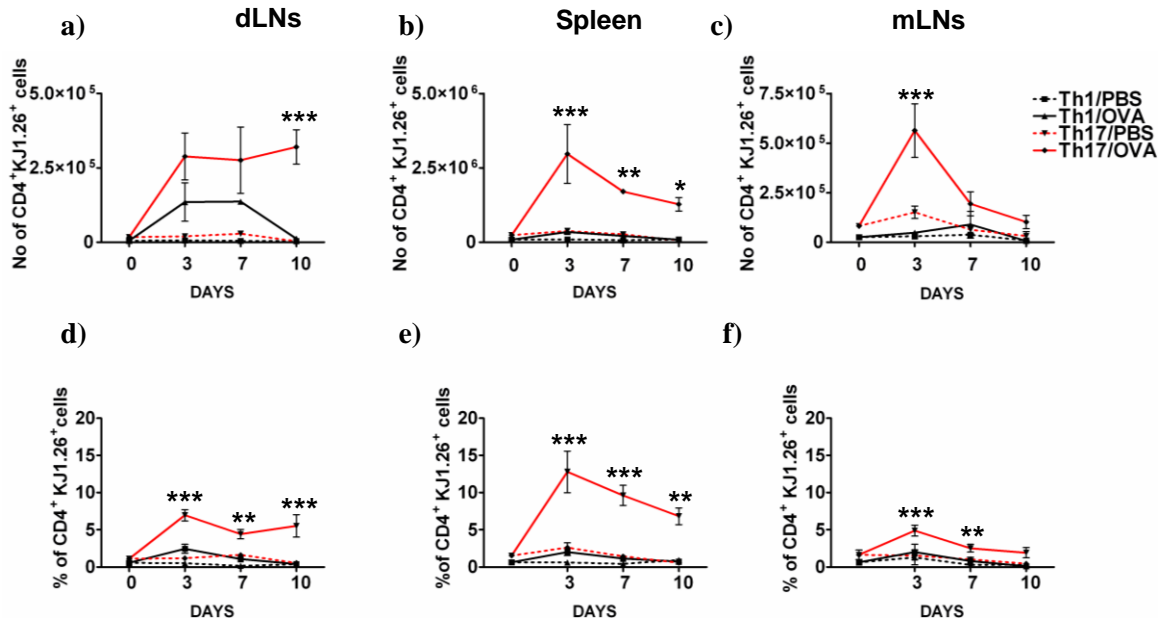 a) dLNs b) Spleen c) mLNs
No of CD4⁺ KJ1.26⁺ cells
5.0×10⁵
2.5×10⁵
0
***
0 3 7 10
DAYS
No of CD4⁺ KJ1.26⁺ cells
5.0×10⁶
2.5×10⁶
0
*** ** *
0 3 7 10
DAYS
No of CD4⁺ KJ1.26⁺ cells
7.5×10⁵
5.0×10⁵
2.5×10⁵
0
***
0 3 7 10
DAYS
Th1/PBS
Th1/OVA
Th17/PBS
Th17/OVA
d) e) f)
% of CD4⁺ KJ1.26⁺ cells
20
15
10
5
0
*** ** ***
0 3 7 10
DAYS
%of CD4⁺ KJ1.26⁺ cells
20
15
10
5
0
*** *** **
3 7 10
DAYS
% of CD4⁺ KJ1.26⁺ cells
20
15
10
5
0
*** **
3 7 10
DAYS